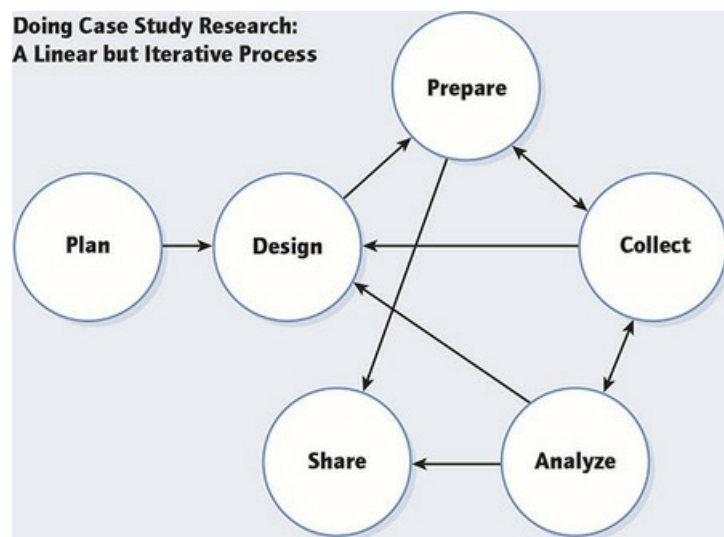 Doing Case Study Research:
A Linear but Iterative Process
Prepare
Plan
Design
Collect
Share
Analyze